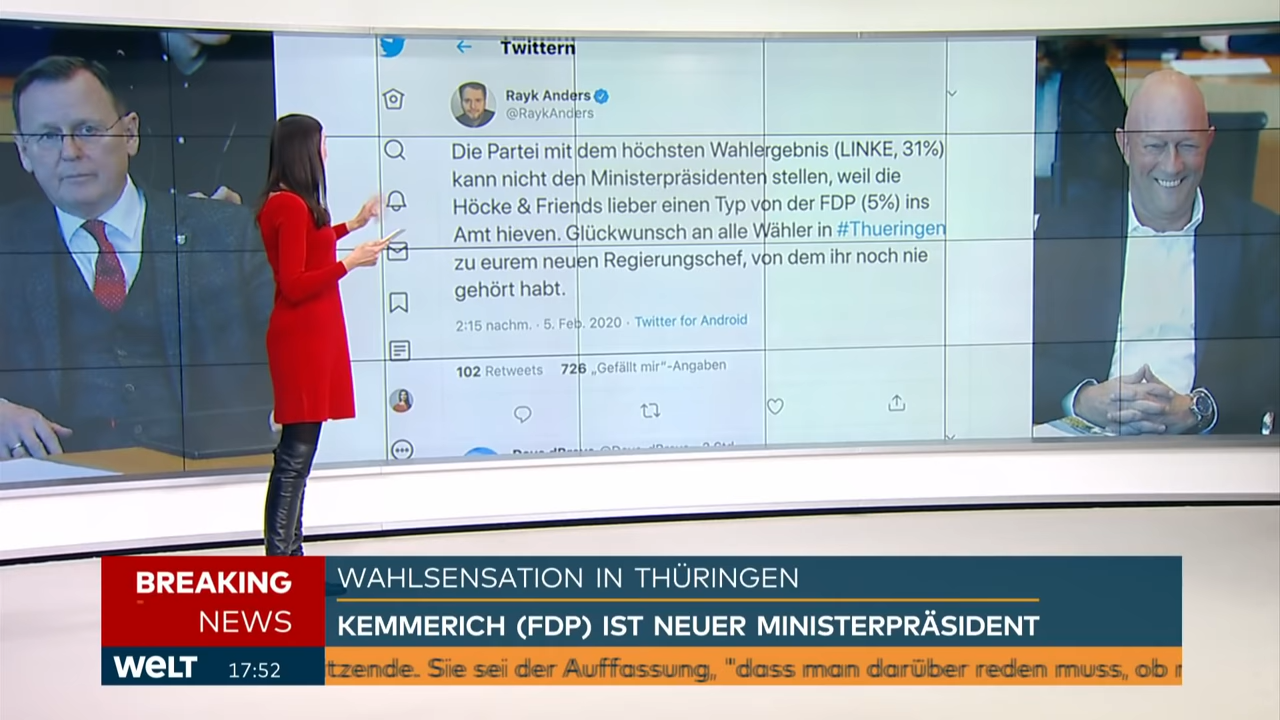 Twittern
Rayk Anders
@RaykAnders
Die Partei mit dem höchsten Wahlergebnis (LINKE, 31%)
kann nicht den Ministerpräsidenten stellen, weil die
Höcke & Friends lieber einen Typ von der FDP (5%) ins
Amt hieven. Glückwunsch an alle Wähler in #Thueringen
zu eurem neuen Regierungschef, von dem ihr noch nie
gehört habt.
2:15 nachm. · 5. Feb. 2020 · Twitter for Android
102 Retweets 726 „Gefällt mir“-Angaben
BREAKING
NEWS
WAHLSENSATION IN THÜRINGEN
KEMMERICH (FDP) IST NEUER MINISTERPRÄSIDENT
WELT 17:52
tzende. Sie sei der Auffassung, "dass man darüber reden muss, ob